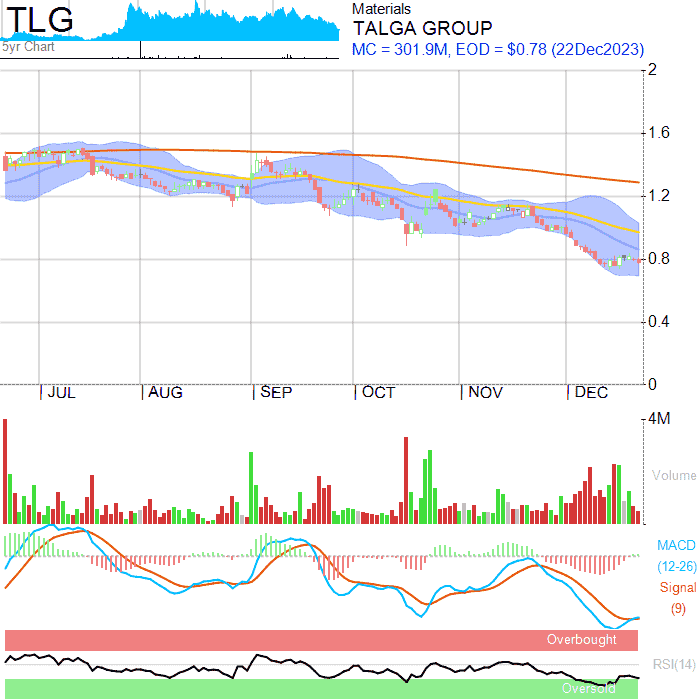 TLG
5yr Chart
Materials
TALGA GROUP
MC = 301.9M, EOD = $0.78 (22Dec2023)
2
1.6
1.2
0.8
0.4
0
JUL AUG SEP OCT NOV DEC
4M
Volume
MACD
(12-26)
Signal
(9)
Overbought
RSI(14)
Oversold